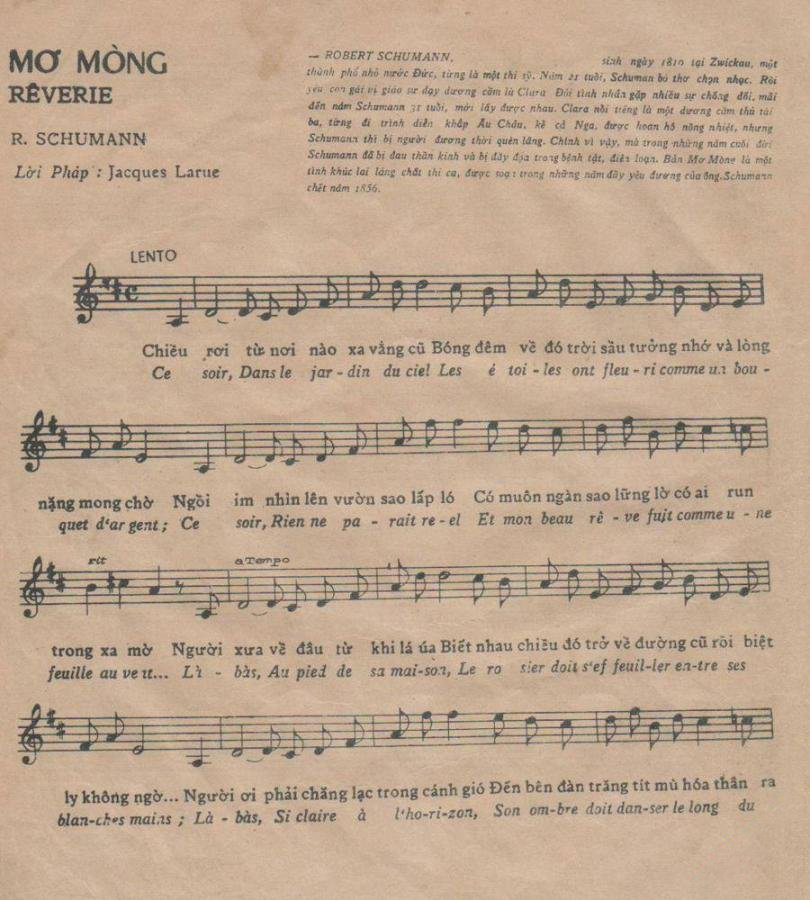 MƠ MÒNG
RÊVERIE
R. SCHUMANN
Lời Pháp : Jacques Larue
— ROBERT SCHUMANN, sinh ngày 1810 tại Zwickau, một
thành phố nhỏ nước Đức, từng là một thi sỹ. Năm 21 tuổi, Schuman bỏ thơ chọn nhạc. Rồi
yêu con gái vị giáo sư dạy dương cầm là Clara Đôi tình nhân gặp nhiều sự chống đối, mãi
đến năm Schumann 31 tuổi, mới lấy được nhau. Clara nổi tiếng là một dương cầm thủ tài
ba, từng đi trình diễn khắp Âu Châu, kể cả Nga, được hoan hô nồng nhiệt, nhưng
Schumann thì bị người đương thời quên lãng. Chính vì vậy, mà trong những năm cuối đời
Schumann đã bị đau thần kinh và bị đầy đọa trong bệnh tật, điên loạn. Bản Mơ Mòng là một
tình khúc lai láng chất thi ca, được soạn trong những năm đầy yêu đương của ông. Schumann
chết năm 1856.
LENTO
Chiều rơi từ nơi nào xa vắng cũ Bóng đêm về đó trời sầu tưởng nhớ và lòng
Ce soir, Dans le jar - din du ciel Les é toi - les ont fleu - ri comme un bou -
nặng mong chờ Ngồi im nhìn lên vườn sao lấp ló Có muôn ngàn sao lững lờ có ai run
quet d'ar gent ; Ce soir, Rien ne pa - rait re - el Et mon beau rê - ve fuit comme u - ne
rit a Tempo
trong xa mờ Người xưa về đâu từ khi lá úa Biết nhau chiều đó trở về đường cũ rồi biệt
feuille au vent... Là - bàs, Au pied de sa mai-son, Le ro sier doit s'ef feuil-ler en-tre ses
ly không ngờ... Người ơi phải chăng lạc trong cánh gió Đến bên đàn trăng tít mù hóa thân ra
blan-ches mains ; Là - bàs, Si claire à l'ho-ri-zon, Son om-bre doit dan-ser le long du